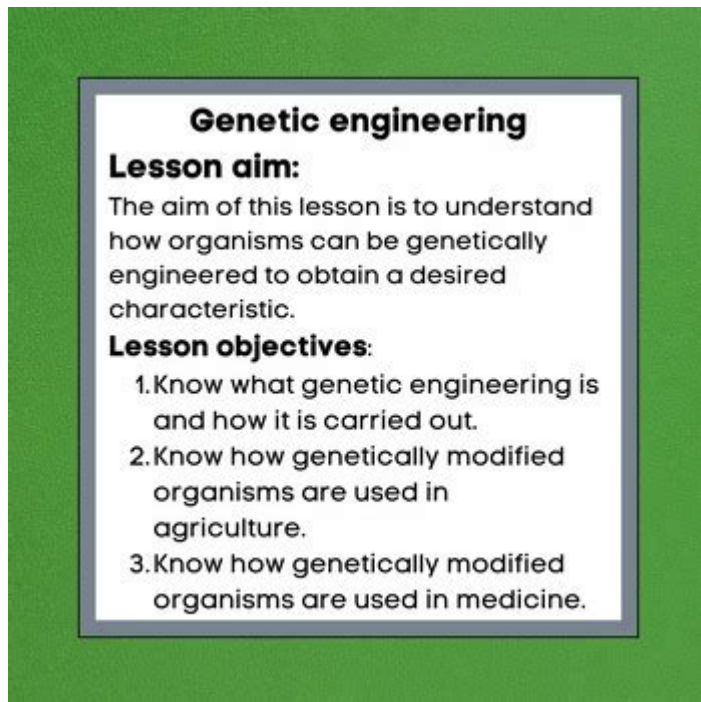 Genetic engineering
Lesson aim:
The aim of this lesson is to understand
how organisms can be genetically
engineered to obtain a desired
characteristic.
Lesson objectives:
1.Know what genetic engineering is
and how it is carried out.
2.Know how genetically modified
organisms are used in
agriculture.
3.Know how genetically modified
organisms are used in medicine.